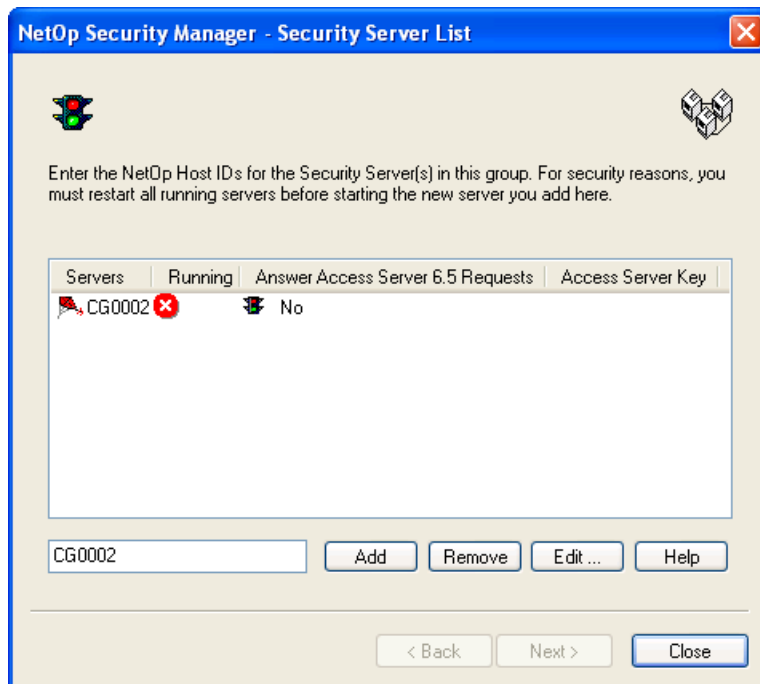 NetOp Security Manager - Security Server List
Enter the NetOp Host IDs for the Security Server(s) in this group. For security reasons, you
must restart all running servers before starting the new server you add here.
Servers Running Answer Access Server 6.5 Requests Access Server Key
CG0002 No
CG0002 Add Remove Edit ... Help
< Back Next > Close